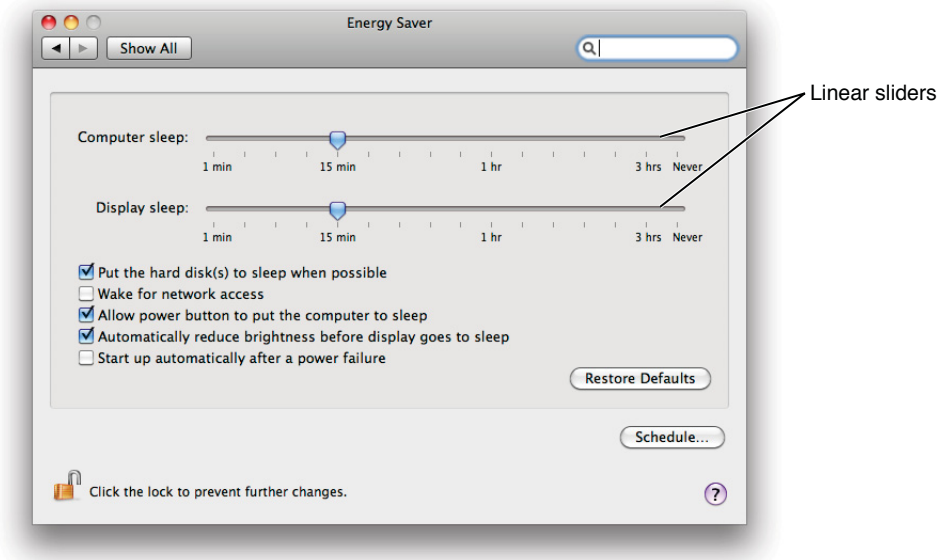 Energy Saver
Show All
Linear sliders
Computer sleep:
1 min 15 min 1 hr 3 hrs Never
Display sleep:
1 min 15 min 1 hr 3 hrs Never
Put the hard disk(s) to sleep when possible
Wake for network access
Allow power button to put the computer to sleep
Automatically reduce brightness before display goes to sleep
Start up automatically after a power failure
Restore Defaults
Schedule...
Click the lock to prevent further changes.
?